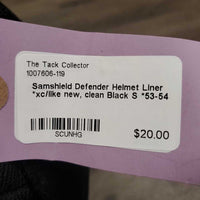 The Tack Collector
1007606-119
Samshield Defender Helmet Liner
*xc/like new, clean Black S *53-54
SCUNHG
$20.00